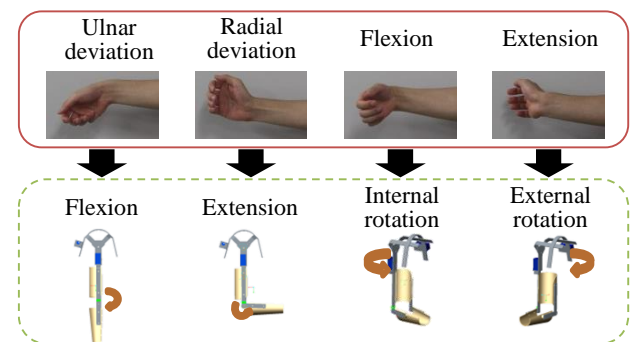 Ulnar
deviation
Radial
deviation
Flexion
Extension
Flexion
Extension
Internal
rotation
External
rotation